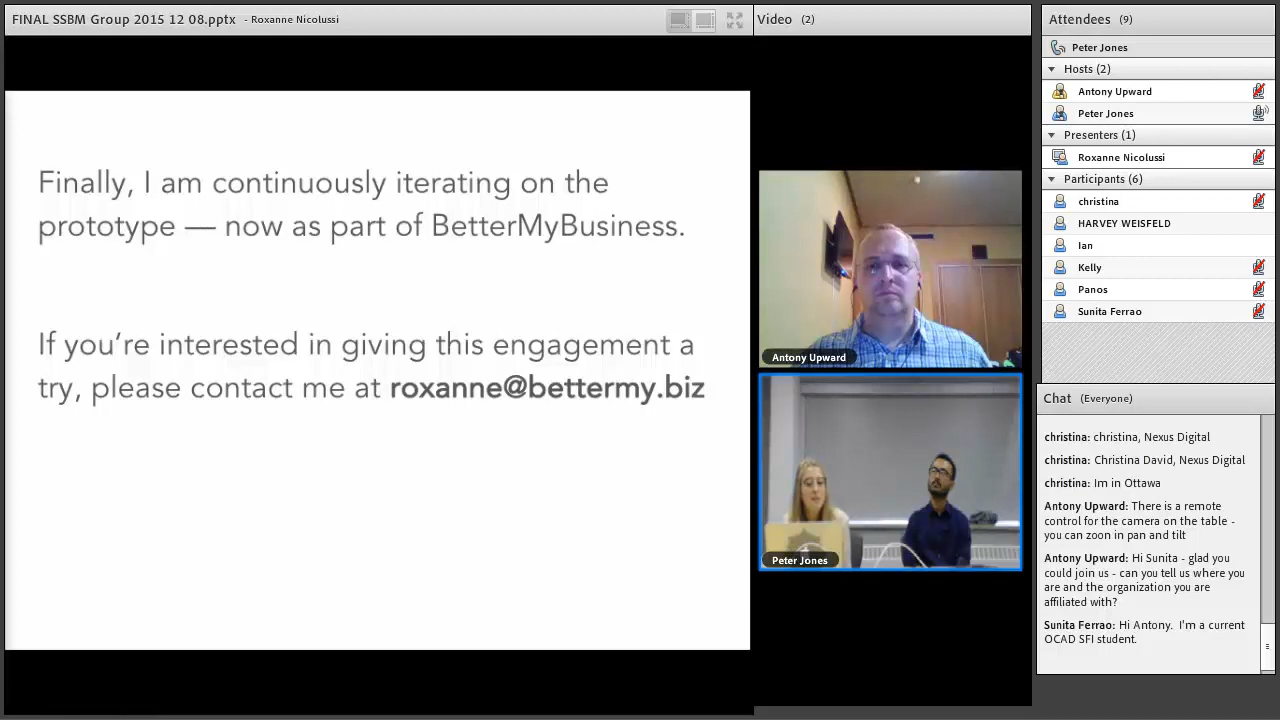 FINAL SSBM Group 2015 12 08.pptx - Roxanne Nicolussi
Finally, I am continuously iterating on the
prototype — now as part of BetterMyBusiness.
If you’re interested in giving this engagement a
try, please contact me at roxanne@bettermy.biz
Video (2)
Antony Upward
Peter Jones
Attendees (9)
Peter Jones
Hosts (2)
Antony Upward
Peter Jones
Presenters (1)
Roxanne Nicolussi
Participants (6)
christina
HARVEY WEISFELD
Ian
Kelly
Panos
Sunita Ferrao
Chat (Everyone)
christina: christina, Nexus Digital
christina: Christina David, Nexus Digital
christina: Im in Ottawa
Antony Upward: There is a remote
control for the camera on the table -
you can zoon in pan and tilt
Antony Upward: Hi Sunita - glad you
could join us - can you tell us where you
are and the organization you are
affiliated with?
Sunita Ferrao: Hi Antony. I'm a current
OCAD SFI student.